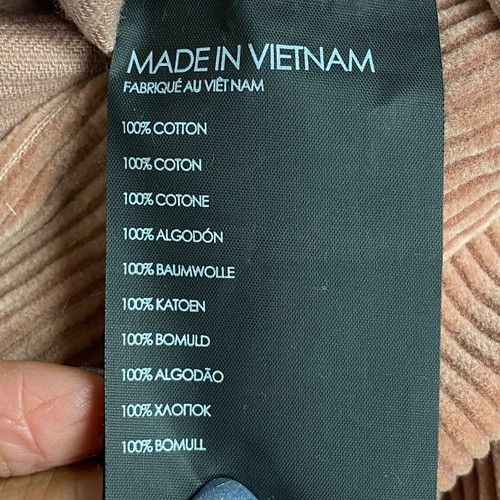 MADE IN VIETNAM
FABRIQUÉ AU VIÊT NAM
100% COTTON
100% COTON
100% COTONE
100% ALGODÓN
100% BAUMWOLLE
100% KATOEN
100% BOMULD
100% ALGODÃO
100% ХЛОПОК
100% BOMULL